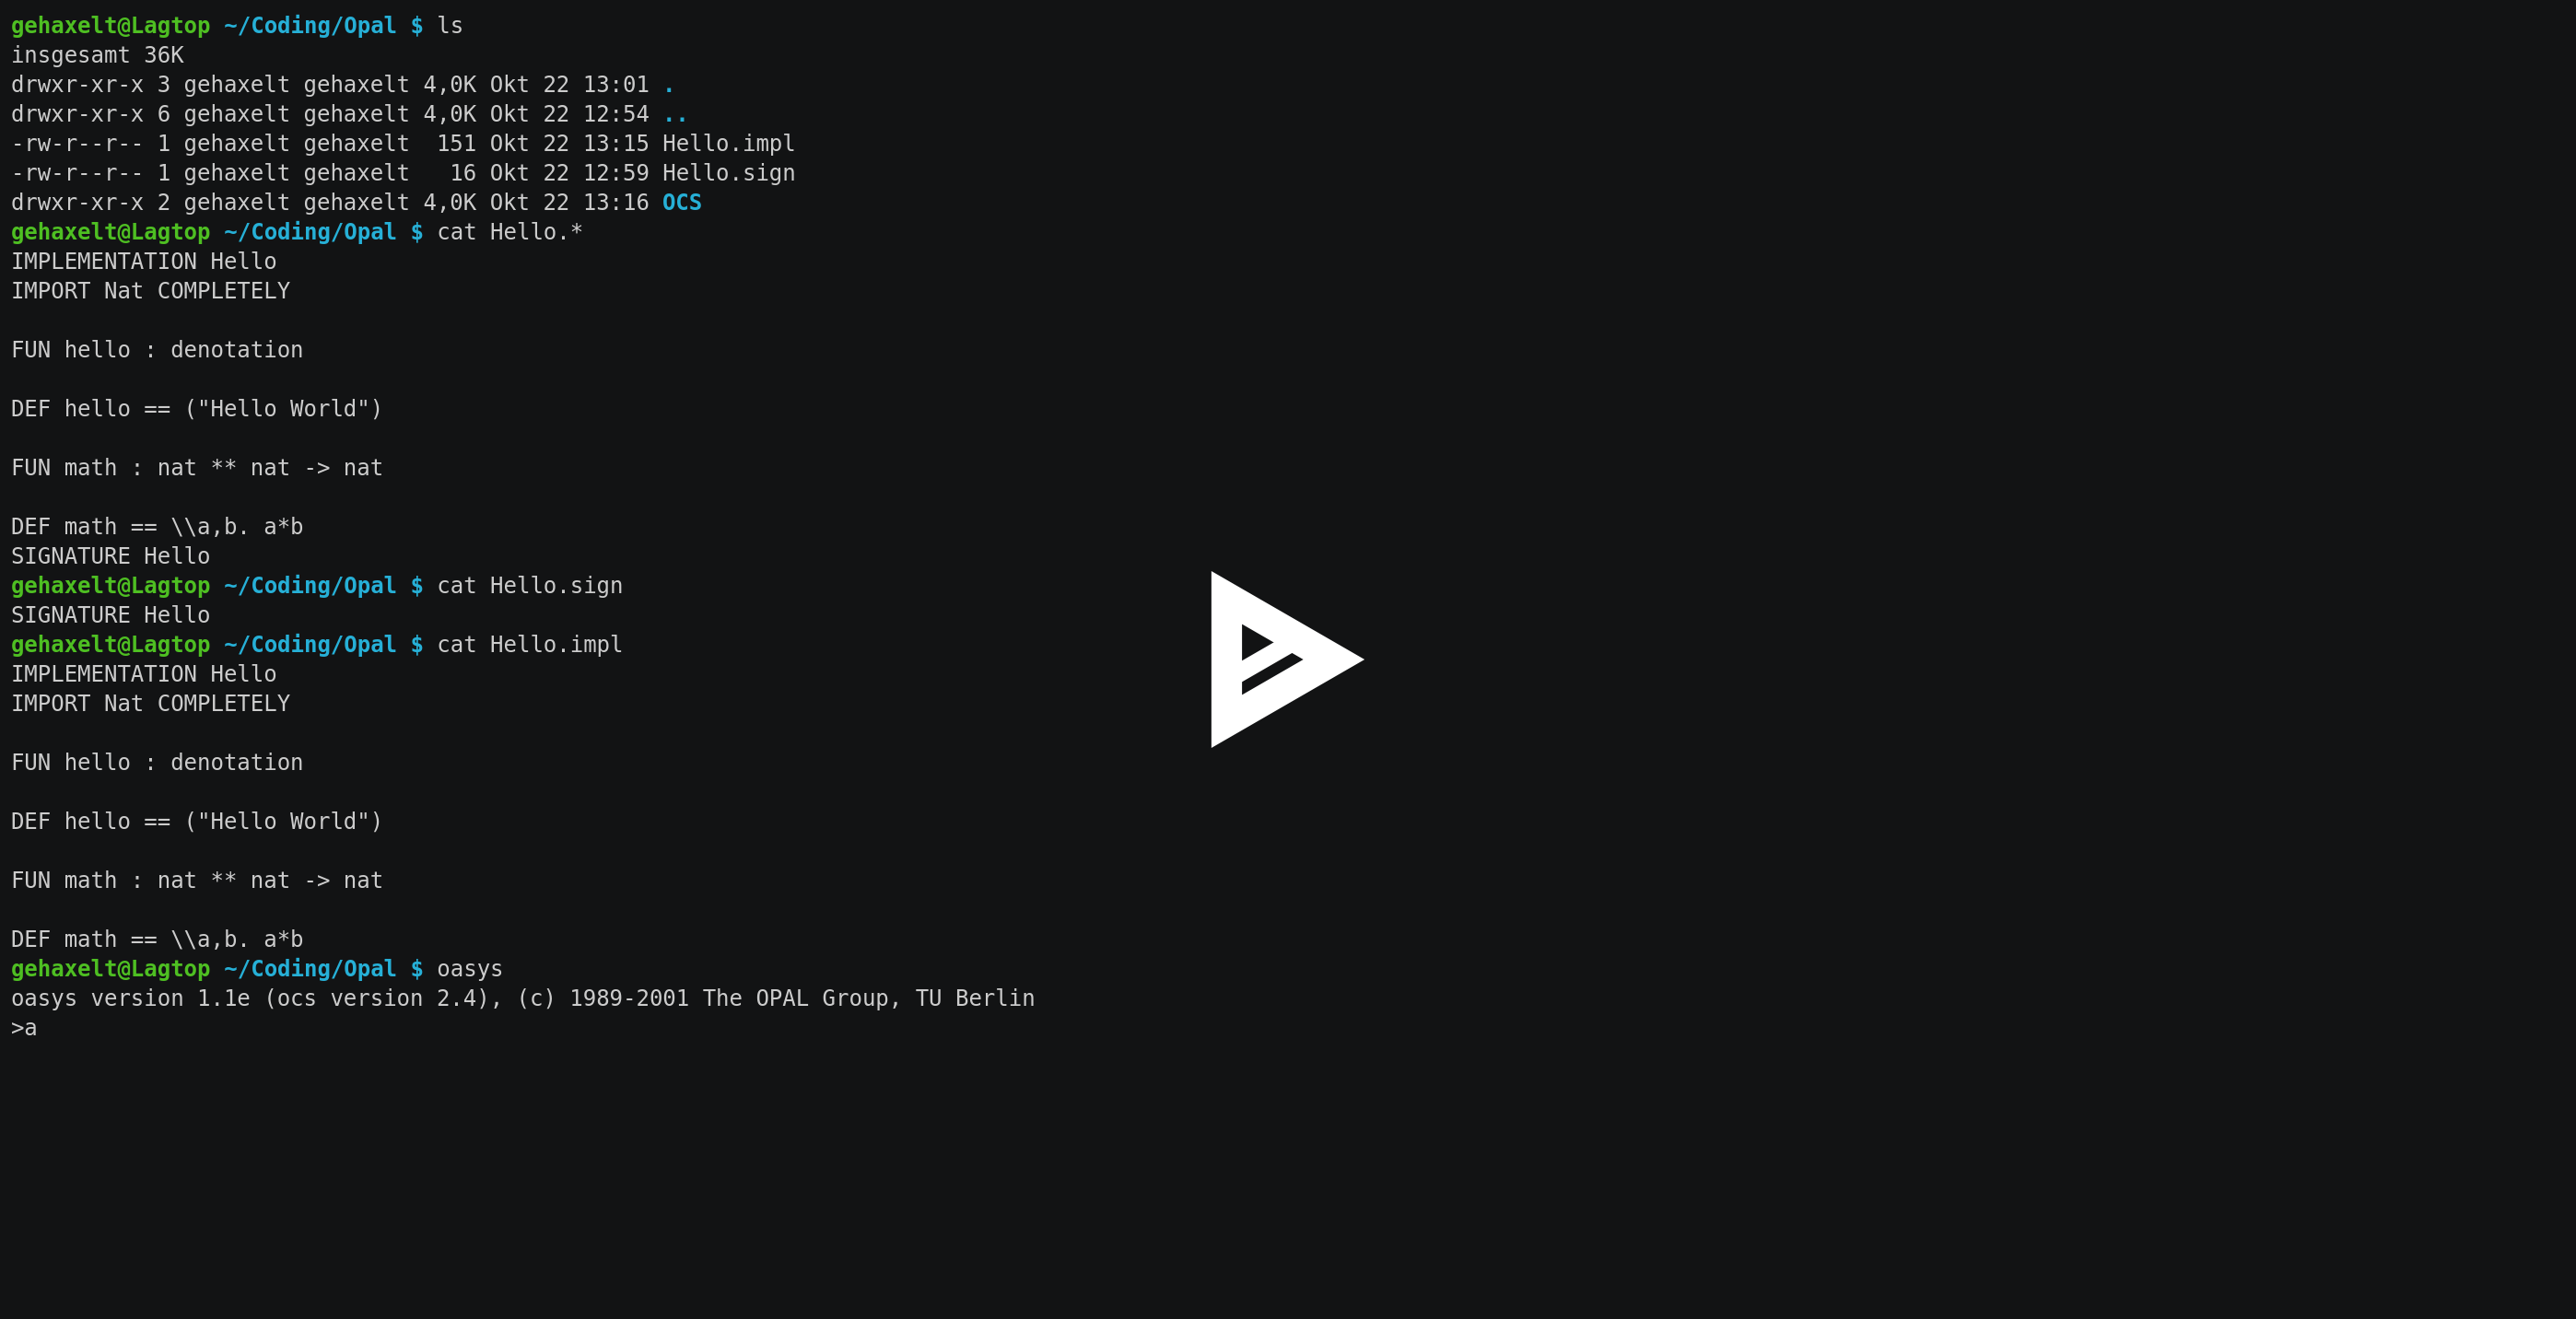 gehaxelt@Lagtop ~/Coding/Opal $ ls
insgesamt 36K
drwxr-xr-x 3 gehaxelt gehaxelt 4,0K Okt 22 13:01 .
drwxr-xr-x 6 gehaxelt gehaxelt 4,0K Okt 22 12:54 ..
-rw-r--r-- 1 gehaxelt gehaxelt  151 Okt 22 13:15 Hello.impl
-rw-r--r-- 1 gehaxelt gehaxelt   16 Okt 22 12:59 Hello.sign
drwxr-xr-x 2 gehaxelt gehaxelt 4,0K Okt 22 13:16 OCS
gehaxelt@Lagtop ~/Coding/Opal $ cat Hello.*
IMPLEMENTATION Hello
IMPORT Nat COMPLETELY

FUN hello : denotation

DEF hello == ("Hello World")

FUN math : nat ** nat -> nat

DEF math == \\a,b. a*b
SIGNATURE Hello
gehaxelt@Lagtop ~/Coding/Opal $ cat Hello.sign
SIGNATURE Hello
gehaxelt@Lagtop ~/Coding/Opal $ cat Hello.impl
IMPLEMENTATION Hello
IMPORT Nat COMPLETELY

FUN hello : denotation

DEF hello == ("Hello World")

FUN math : nat ** nat -> nat

DEF math == \\a,b. a*b
gehaxelt@Lagtop ~/Coding/Opal $ oasys
oasys version 1.1e (ocs version 2.4), (c) 1989-2001 The OPAL Group, TU Berlin
>a